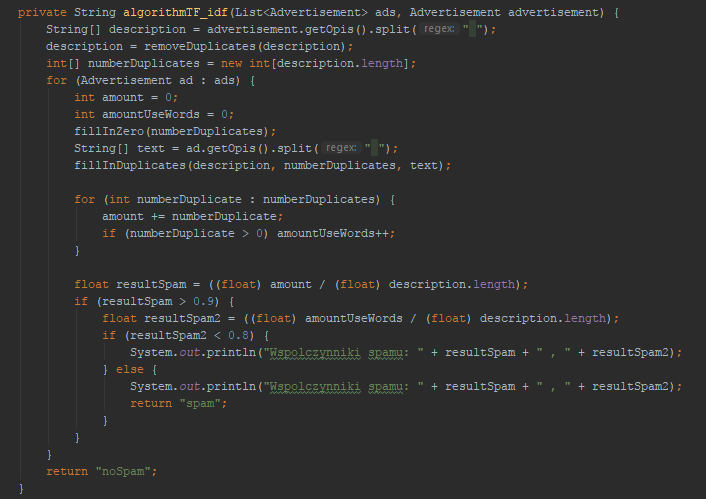 private String algorithmTF_idf(List<Advertisement> ads, Advertisement advertisement) {
    String[] description = advertisement.getOpis().split( regex: " ");
    description = removeDuplicates(description);
    int[] numberDuplicates = new int[description.length];
    for (Advertisement ad : ads) {
        int amount = 0;
        int amountUseWords = 0;
        fillInZero(numberDuplicates);
        String[] text = ad.getOpis().split( regex: " ");
        fillInDuplicates(description, numberDuplicates, text);

        for (int numberDuplicate : numberDuplicates) {
            amount += numberDuplicate;
            if (numberDuplicate > 0) amountUseWords++;
        }

        float resultSpam = ((float) amount / (float) description.length);
        if (resultSpam > 0.9) {
            float resultSpam2 = ((float) amountUseWords / (float) description.length);
            if (resultSpam2 < 0.8) {
                System.out.println("Wspolczynniki spamu: " + resultSpam + " , " + resultSpam2);
            } else {
                System.out.println("Wspolczynniki spamu: " + resultSpam + " , " + resultSpam2);
                return "spam";
            }
        }
    }
    return "noSpam";
}